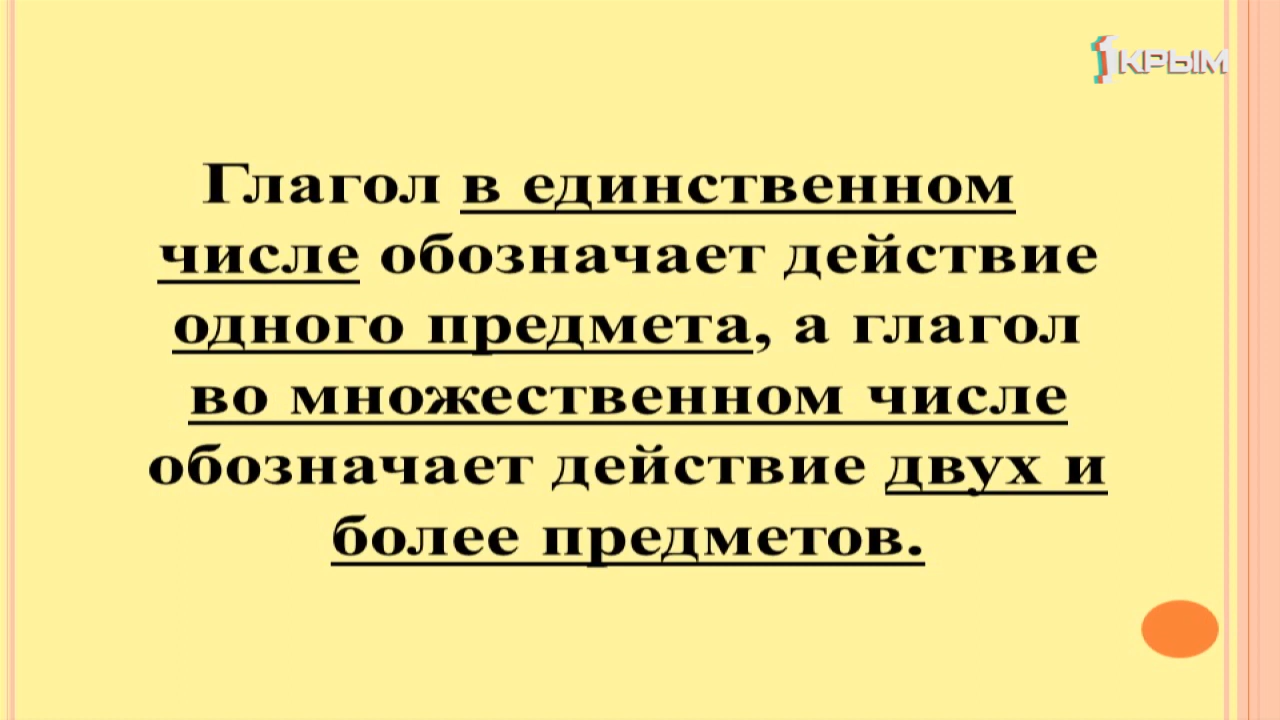 1КРЫМ
Глагол в единственном
числе обозначает действие
одного предмета, а глагол
во множественном числе
обозначает действие двух и
более предметов.